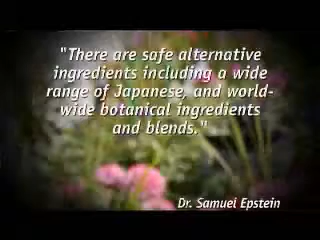 "There are safe alternative
ingredients including a wide
range of Japanese, and world-
wide botanical ingredients
and blends."
Dr. Samuel Epstein